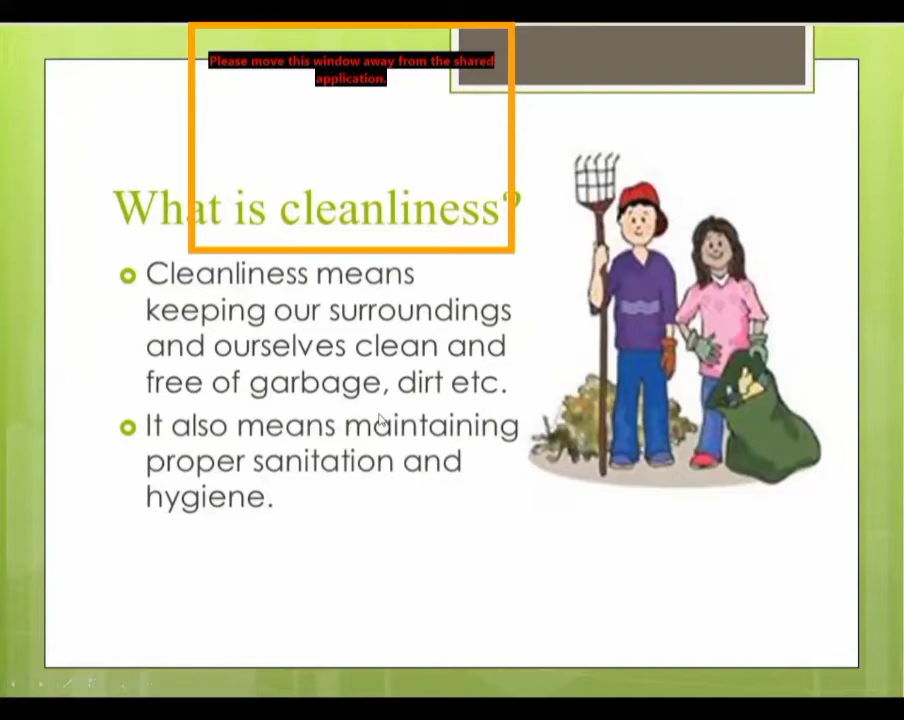 Please move this window away from the shared
application.
What is cleanliness?
Cleanliness means
keeping our surroundings
and ourselves clean and
free of garbage, dirt etc.
It also means maintaining
proper sanitation and
hygiene.